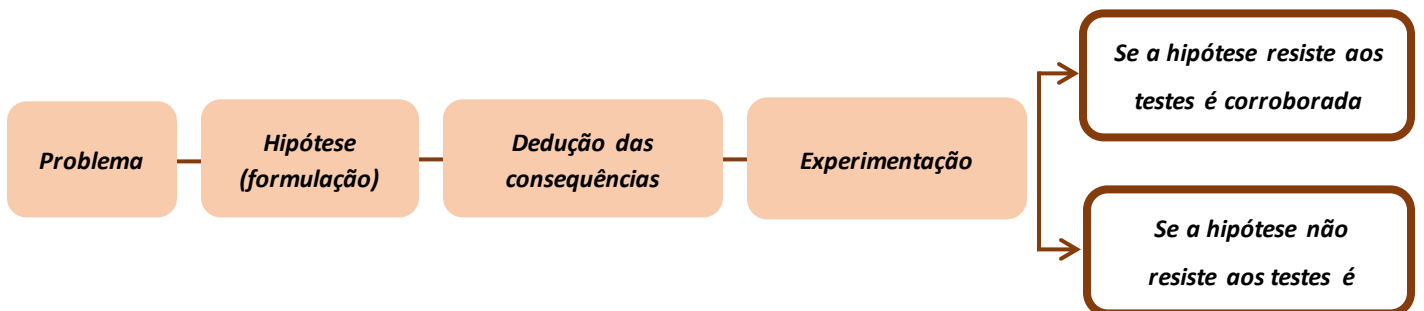 Problema
Hipótese
(formulação)
Dedução das
consequências
Experimentação
Se a hipótese resiste aos
testes é corroborada
Se a hipótese não
resiste aos testes é